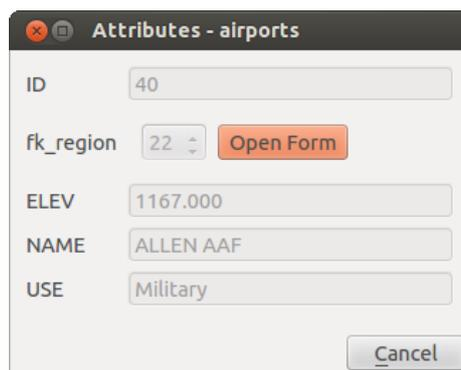 Attributes - airports
ID 40
fk_region 22 Open Form
ELEV 1167.000
NAME ALLEN AAF
USE Military
Cancel